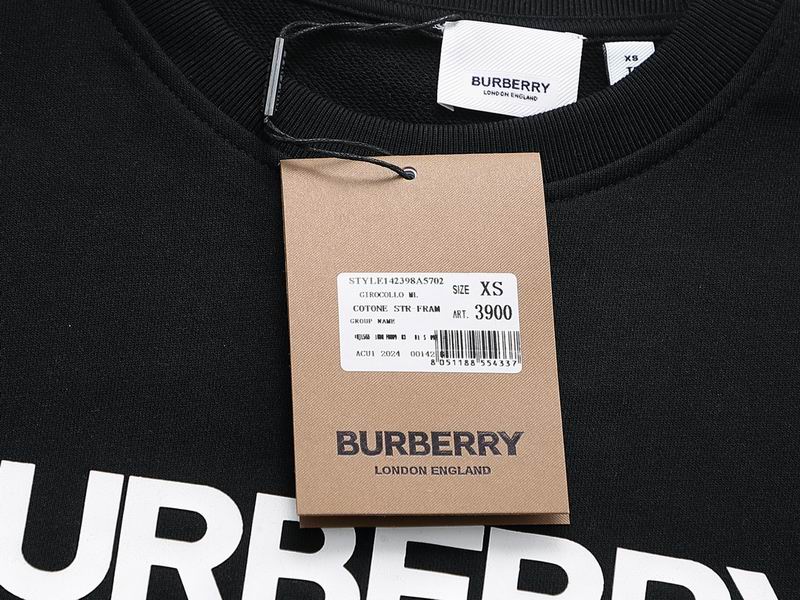 BURBERRY
LONDON ENGLAND
XS
STYLE142398A5702
GIROCOLLO ML
COTONE STR FRAM
GROUP NAME
ACU1 2024 00142
SIZE XS
ART. 3900
8 051188 554337
BURBERRY
LONDON ENGLAND
URBERRY